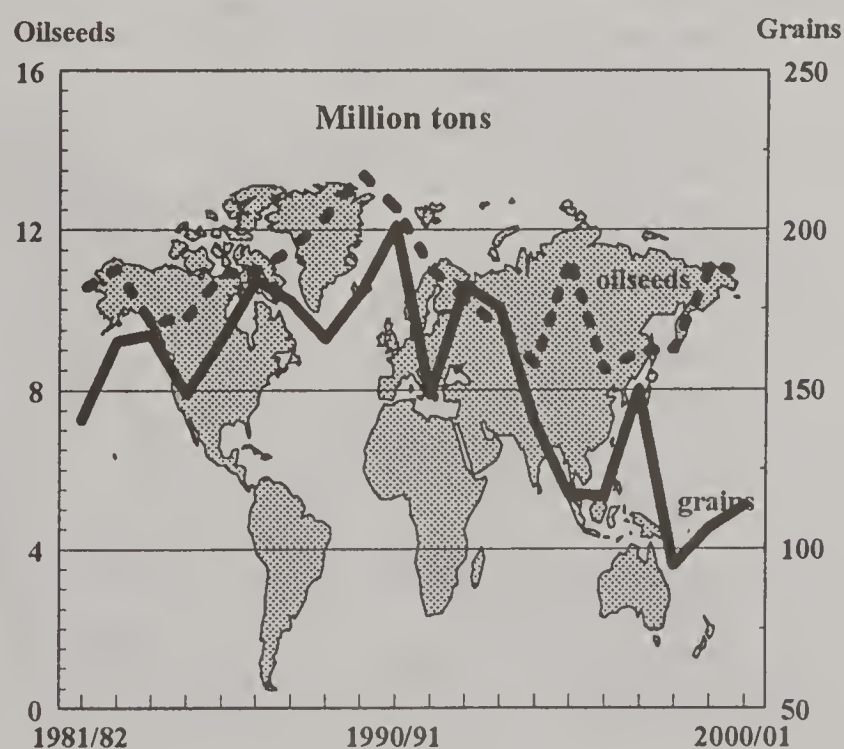 Oilseeds Grains
16 250
Million tons
12 200
oilseeds
8 150
grains
4 100
0 50
1981/82 1990/91 2000/01